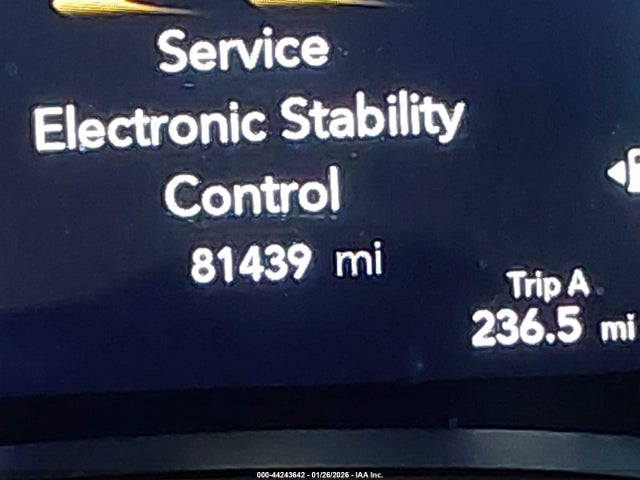 Service
Electronic Stability
Control
81439 mi
Trip A
236.5 mi
000-44243642 - 01/26/2026 - IAA Inc.